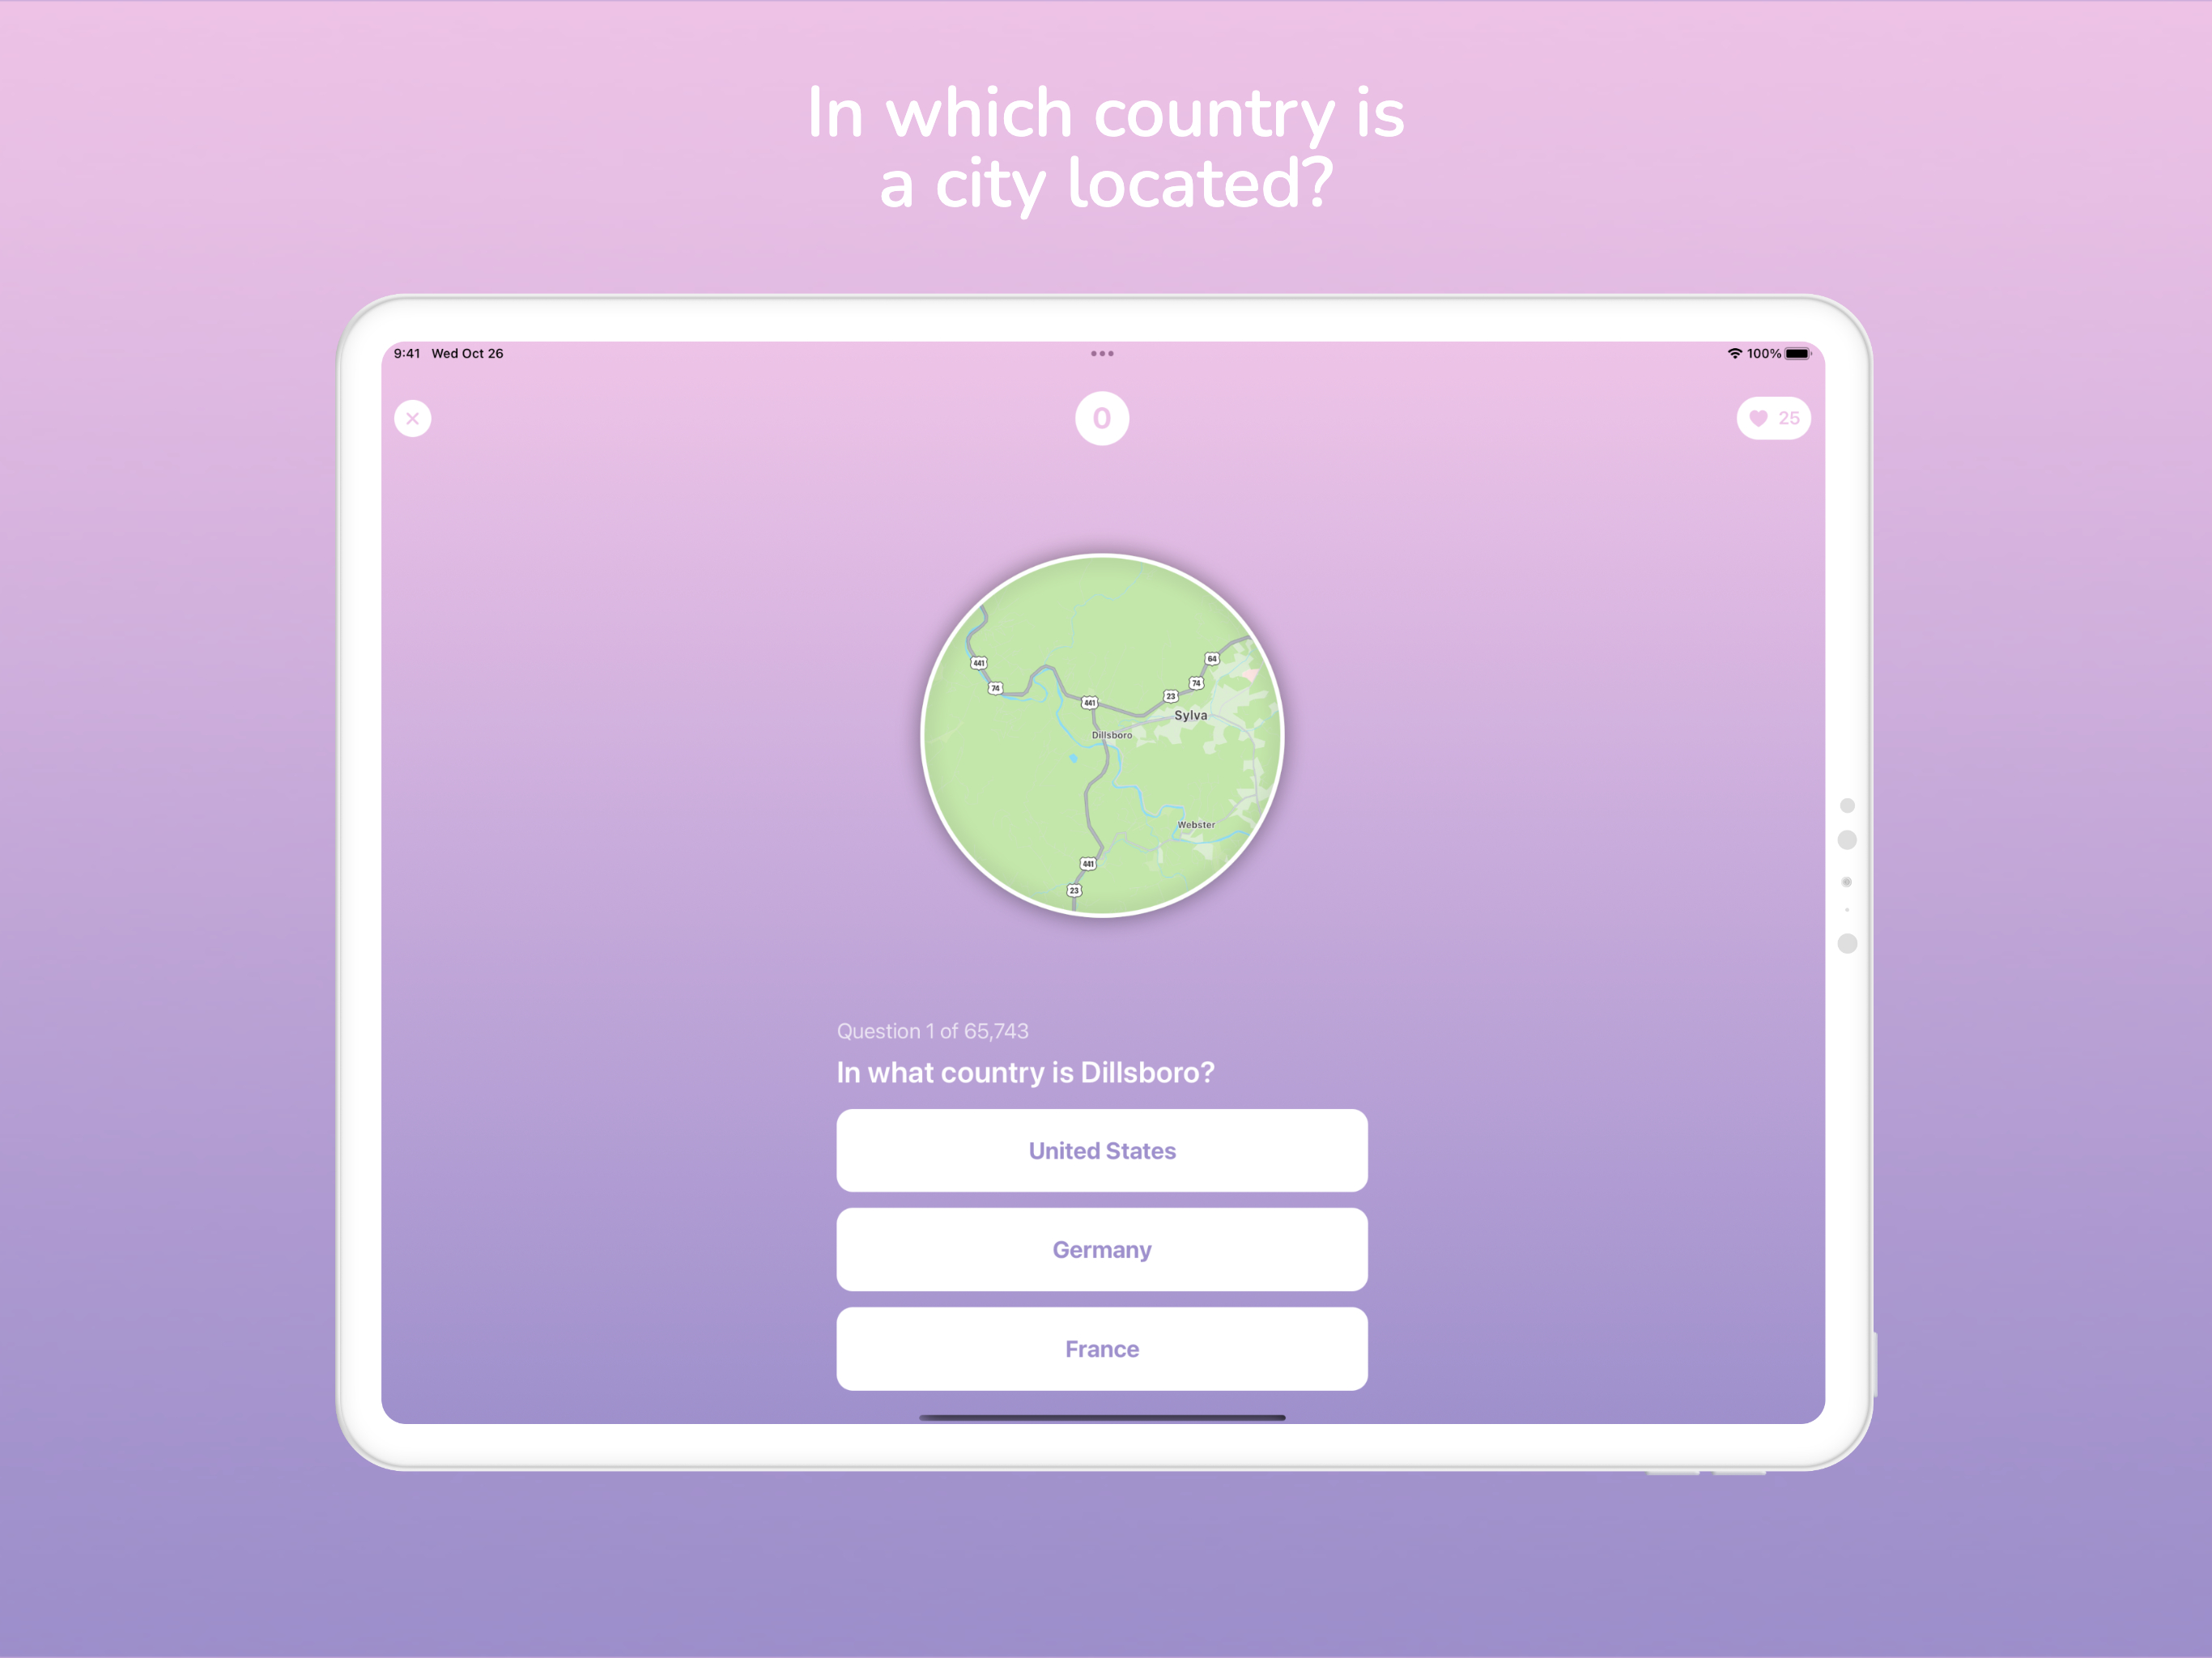 In which country is
a city located?
9:41 Wed Oct 26
100%
0
25
441
74
441
23
74
64
Sylva
Dillsboro
Webster
441
23
Question 1 of 65,743
In what country is Dillsboro?
United States
Germany
France